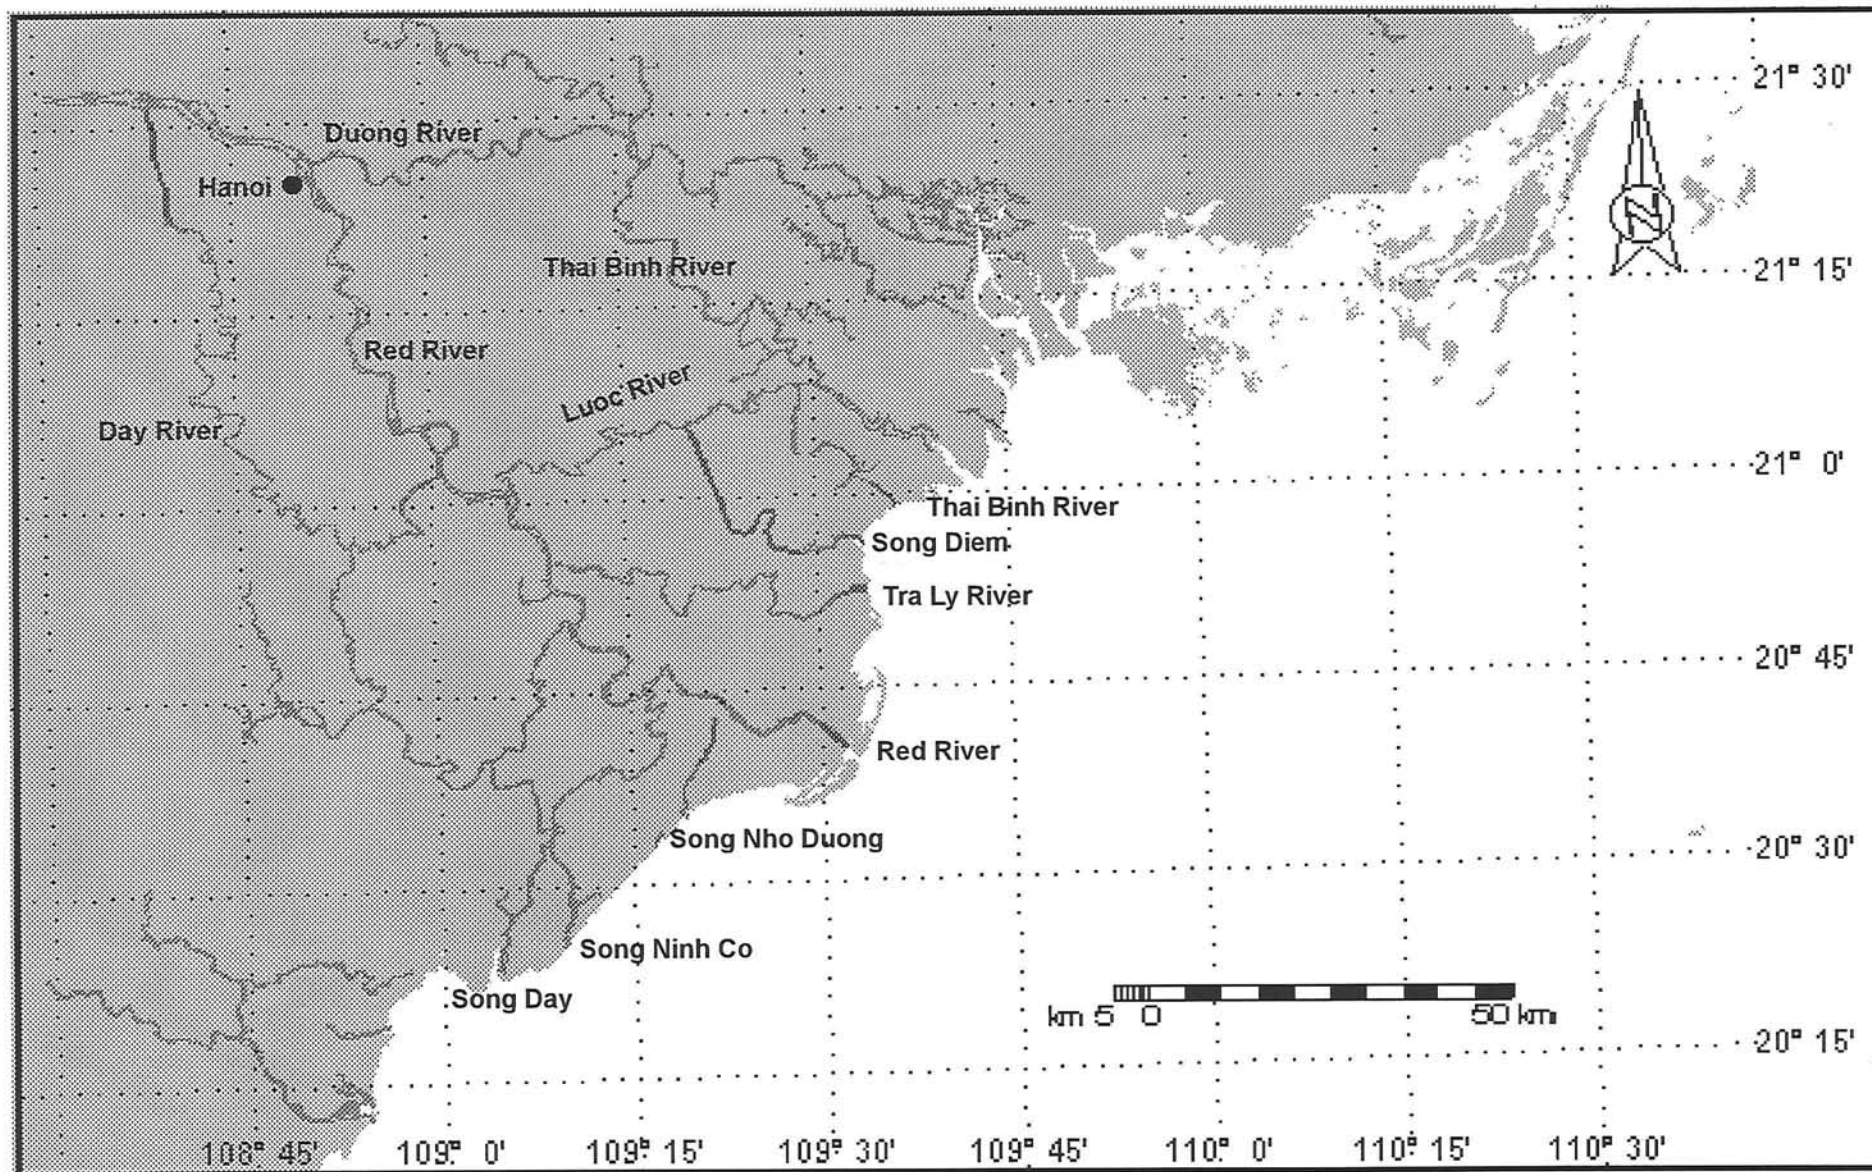 21° 30'
Duong River
Hanoi
N
Thai Binh River
21° 15'
Red River
Luoc River
Day River
21° 0'
Thai Binh River
Song Diem
Tra Ly River
20° 45'
Red River
Song Nho Duong
20° 30'
Song Ninh Co
Song Day
km 5 0 50 km
20° 15'
108° 45' 109° 0' 109° 15' 109° 30' 109° 45' 110° 0' 110° 15' 110° 30'